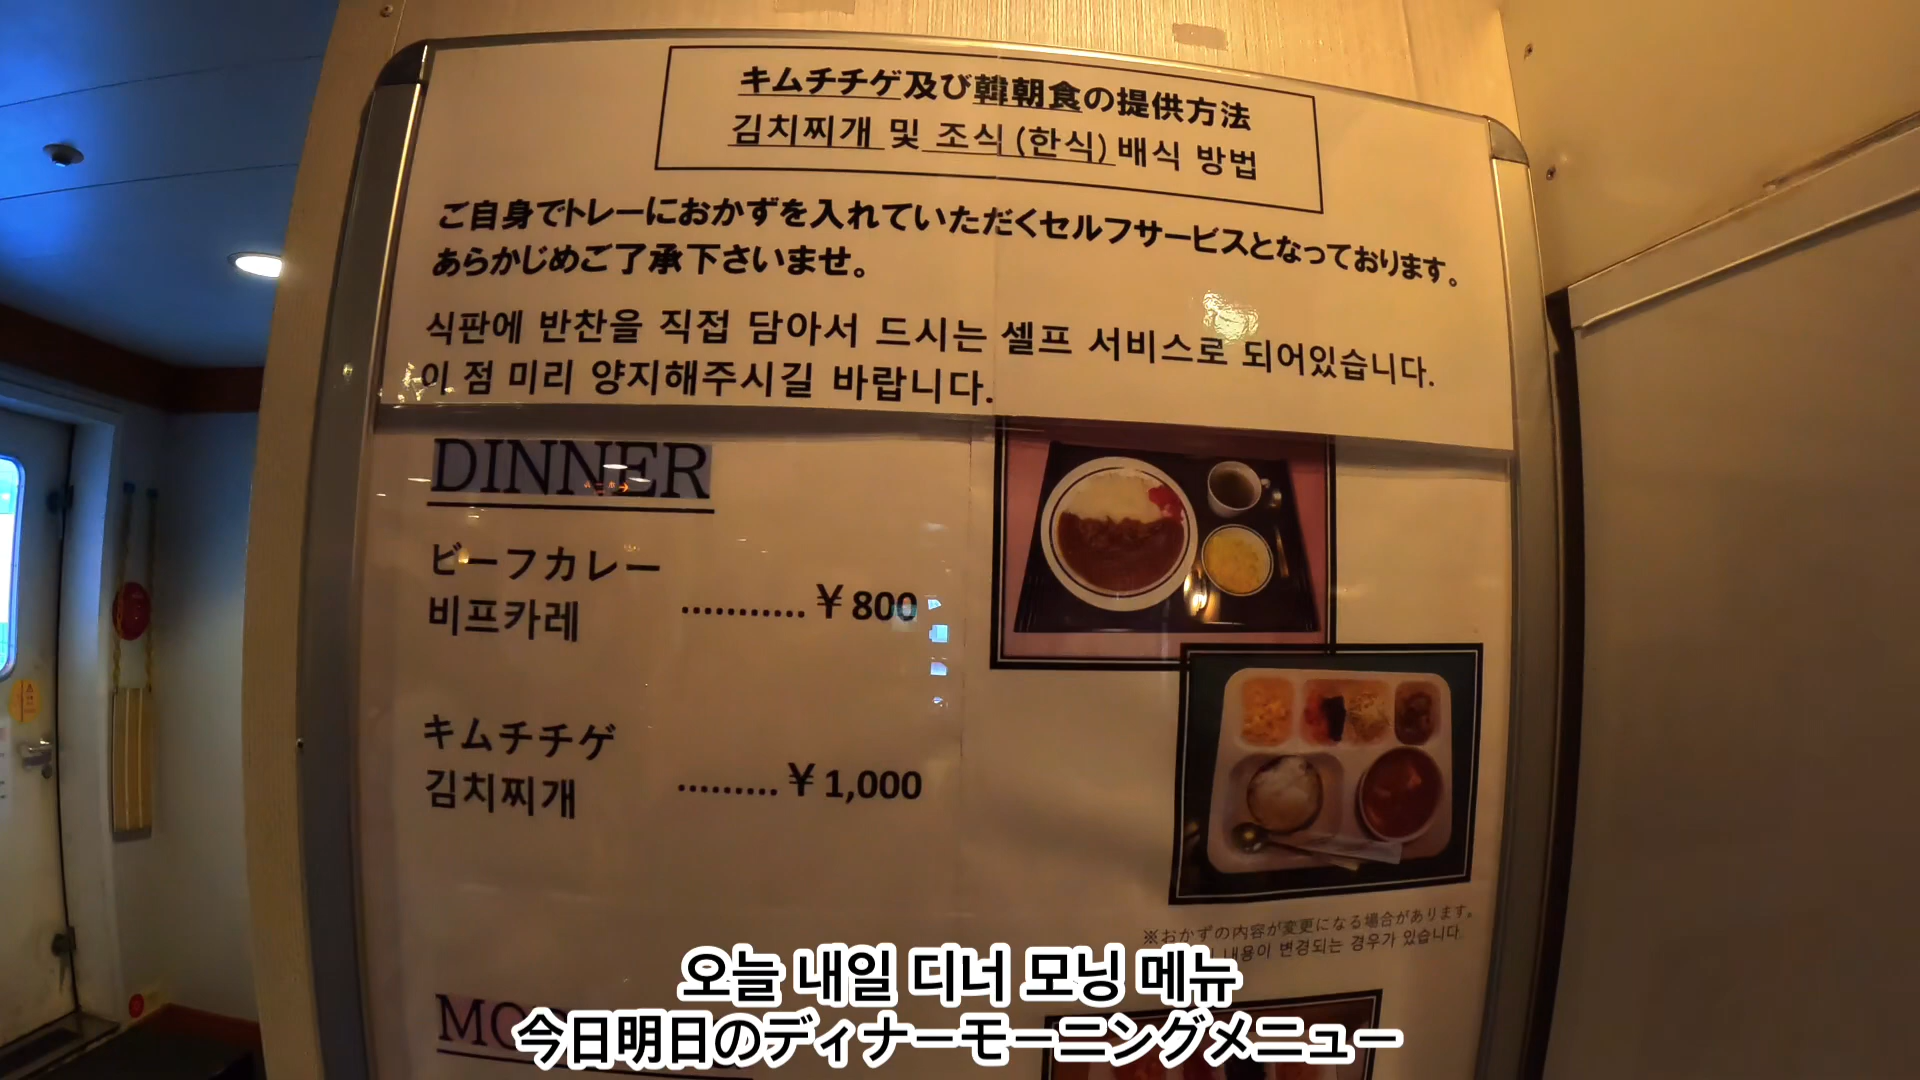 キムチチゲ及び韓朝食の提供方法
김치찌개 및 조식 (한식) 배식 방법
ご自身でトレーにおかずを入れていただくセルフサービスとなっております。
あらかじめご了承下さいませ。
식판에 반찬을 직접 담아서 드시는 셀프 서비스로 되어있습니다.
이 점 미리 양지해주시길 바랍니다.
DINNER
ビーフカレー
비프카레
...........￥800
キムチチゲ
김치찌개
.........￥1,000
※おかずの内容が変更になる場合があります。
내용이 변경되는 경우가 있습니다
오늘 내일 디너 모닝 메뉴
今日明日のディナーモーニングメニュー